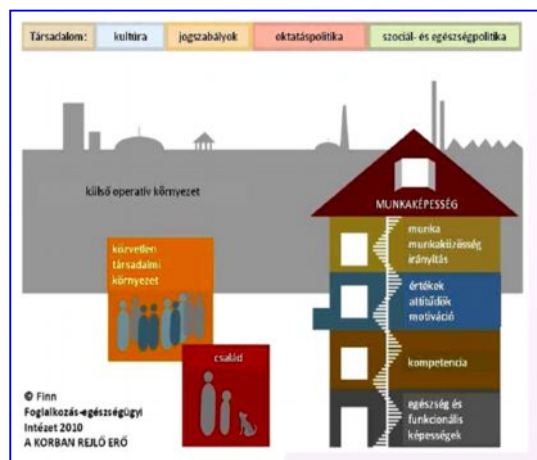 Társadalom:
kultúra
jogszabályok
oktatáspolitika
szociál- és egészségpolitika
külső operatív környezet
MUNKAKÉPESSÉG
munka
munkaközösség
irányítás
értékek
attitűdök
motiváció
kompetencia
egészség és
funkcionális
képességek
közvetlen
társadalmi
környezet
család
© Finn
Foglalkozás-egészségügyi
Intézet 2010
A KORBAN REJLŐ ERŐ